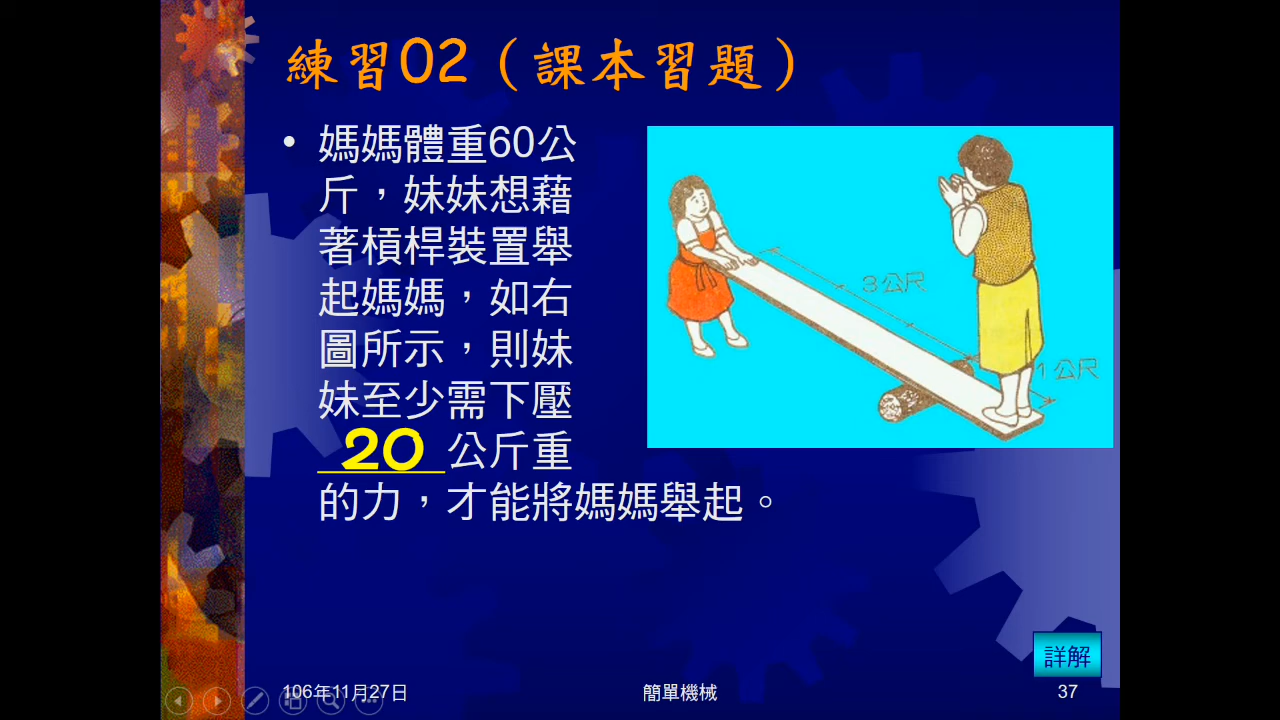 練習02（課本習題）
• 媽媽體重60公
斤，妹妹想藉
著槓桿裝置舉
起媽媽，如右
圖所示，則妹
妹至少需下壓
20公斤重
的力，才能將媽媽舉起。
3公尺
1公尺
詳解
106年11月27日
簡單機械
37